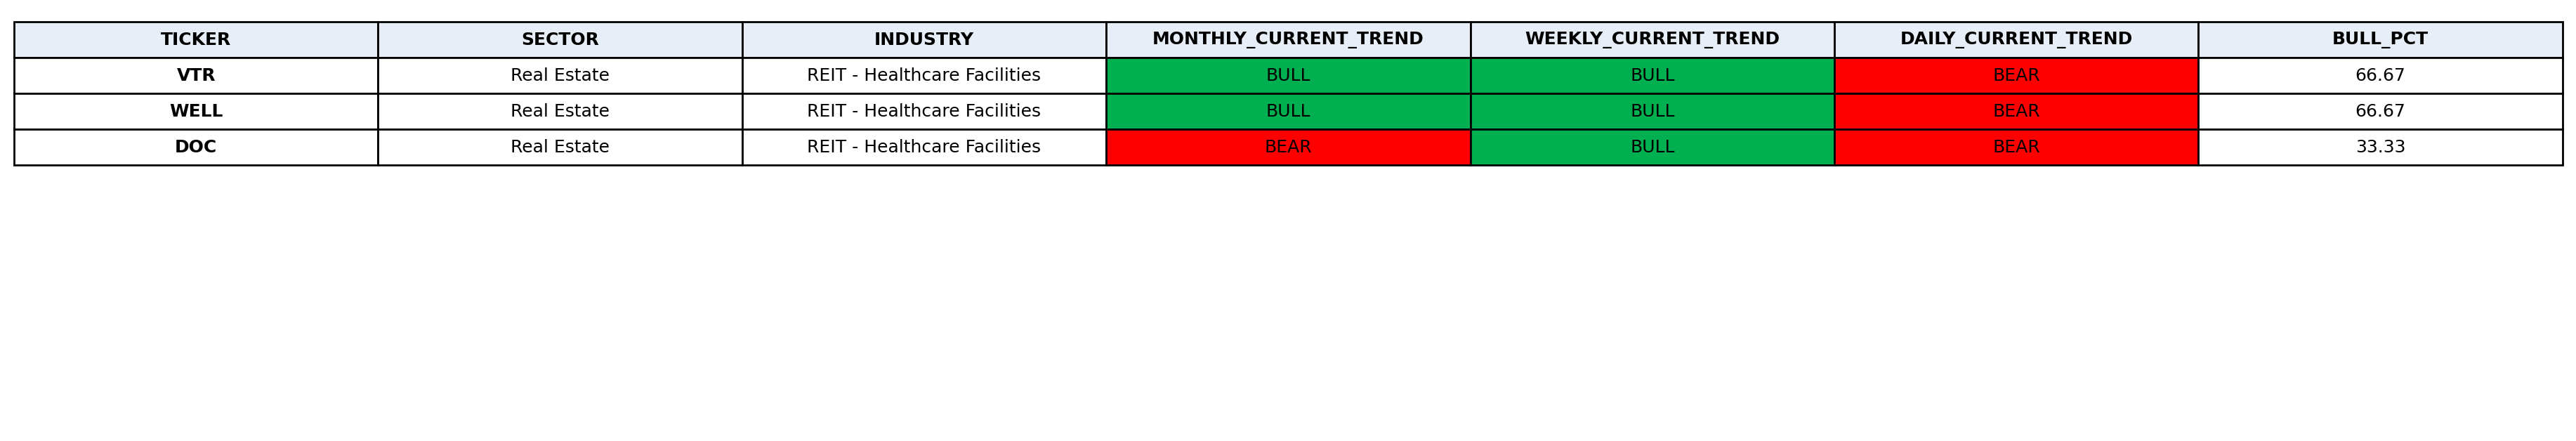 TICKER SECTOR INDUSTRY MONTHLY_CURRENT_TREND WEEKLY_CURRENT_TREND DAILY_CURRENT_TREND BULL_PCT
VTR Real Estate REIT - Healthcare Facilities BULL BULL BEAR 66.67
WELL Real Estate REIT - Healthcare Facilities BULL BULL BEAR 66.67
DOC Real Estate REIT - Healthcare Facilities BEAR BULL BEAR 33.33